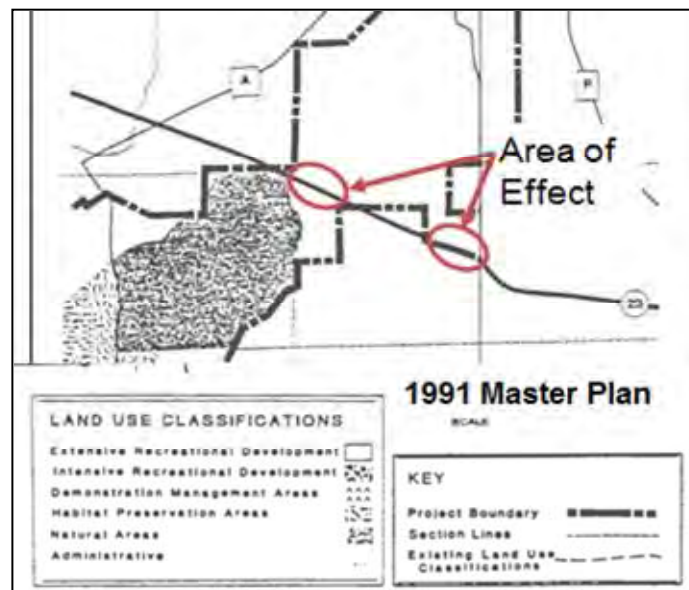 A
P
Area of
Effect
23
1991 Master Plan
SCALE
LAND USE CLASSIFICATIONS
Extensive Recreational Development
Intensive Recreational Development
Demonstration Management Areas
Habitat Preservation Areas
Natural Areas
Administrative
KEY
Project Boundary
Section Lines
Existing Land Use
Classifications